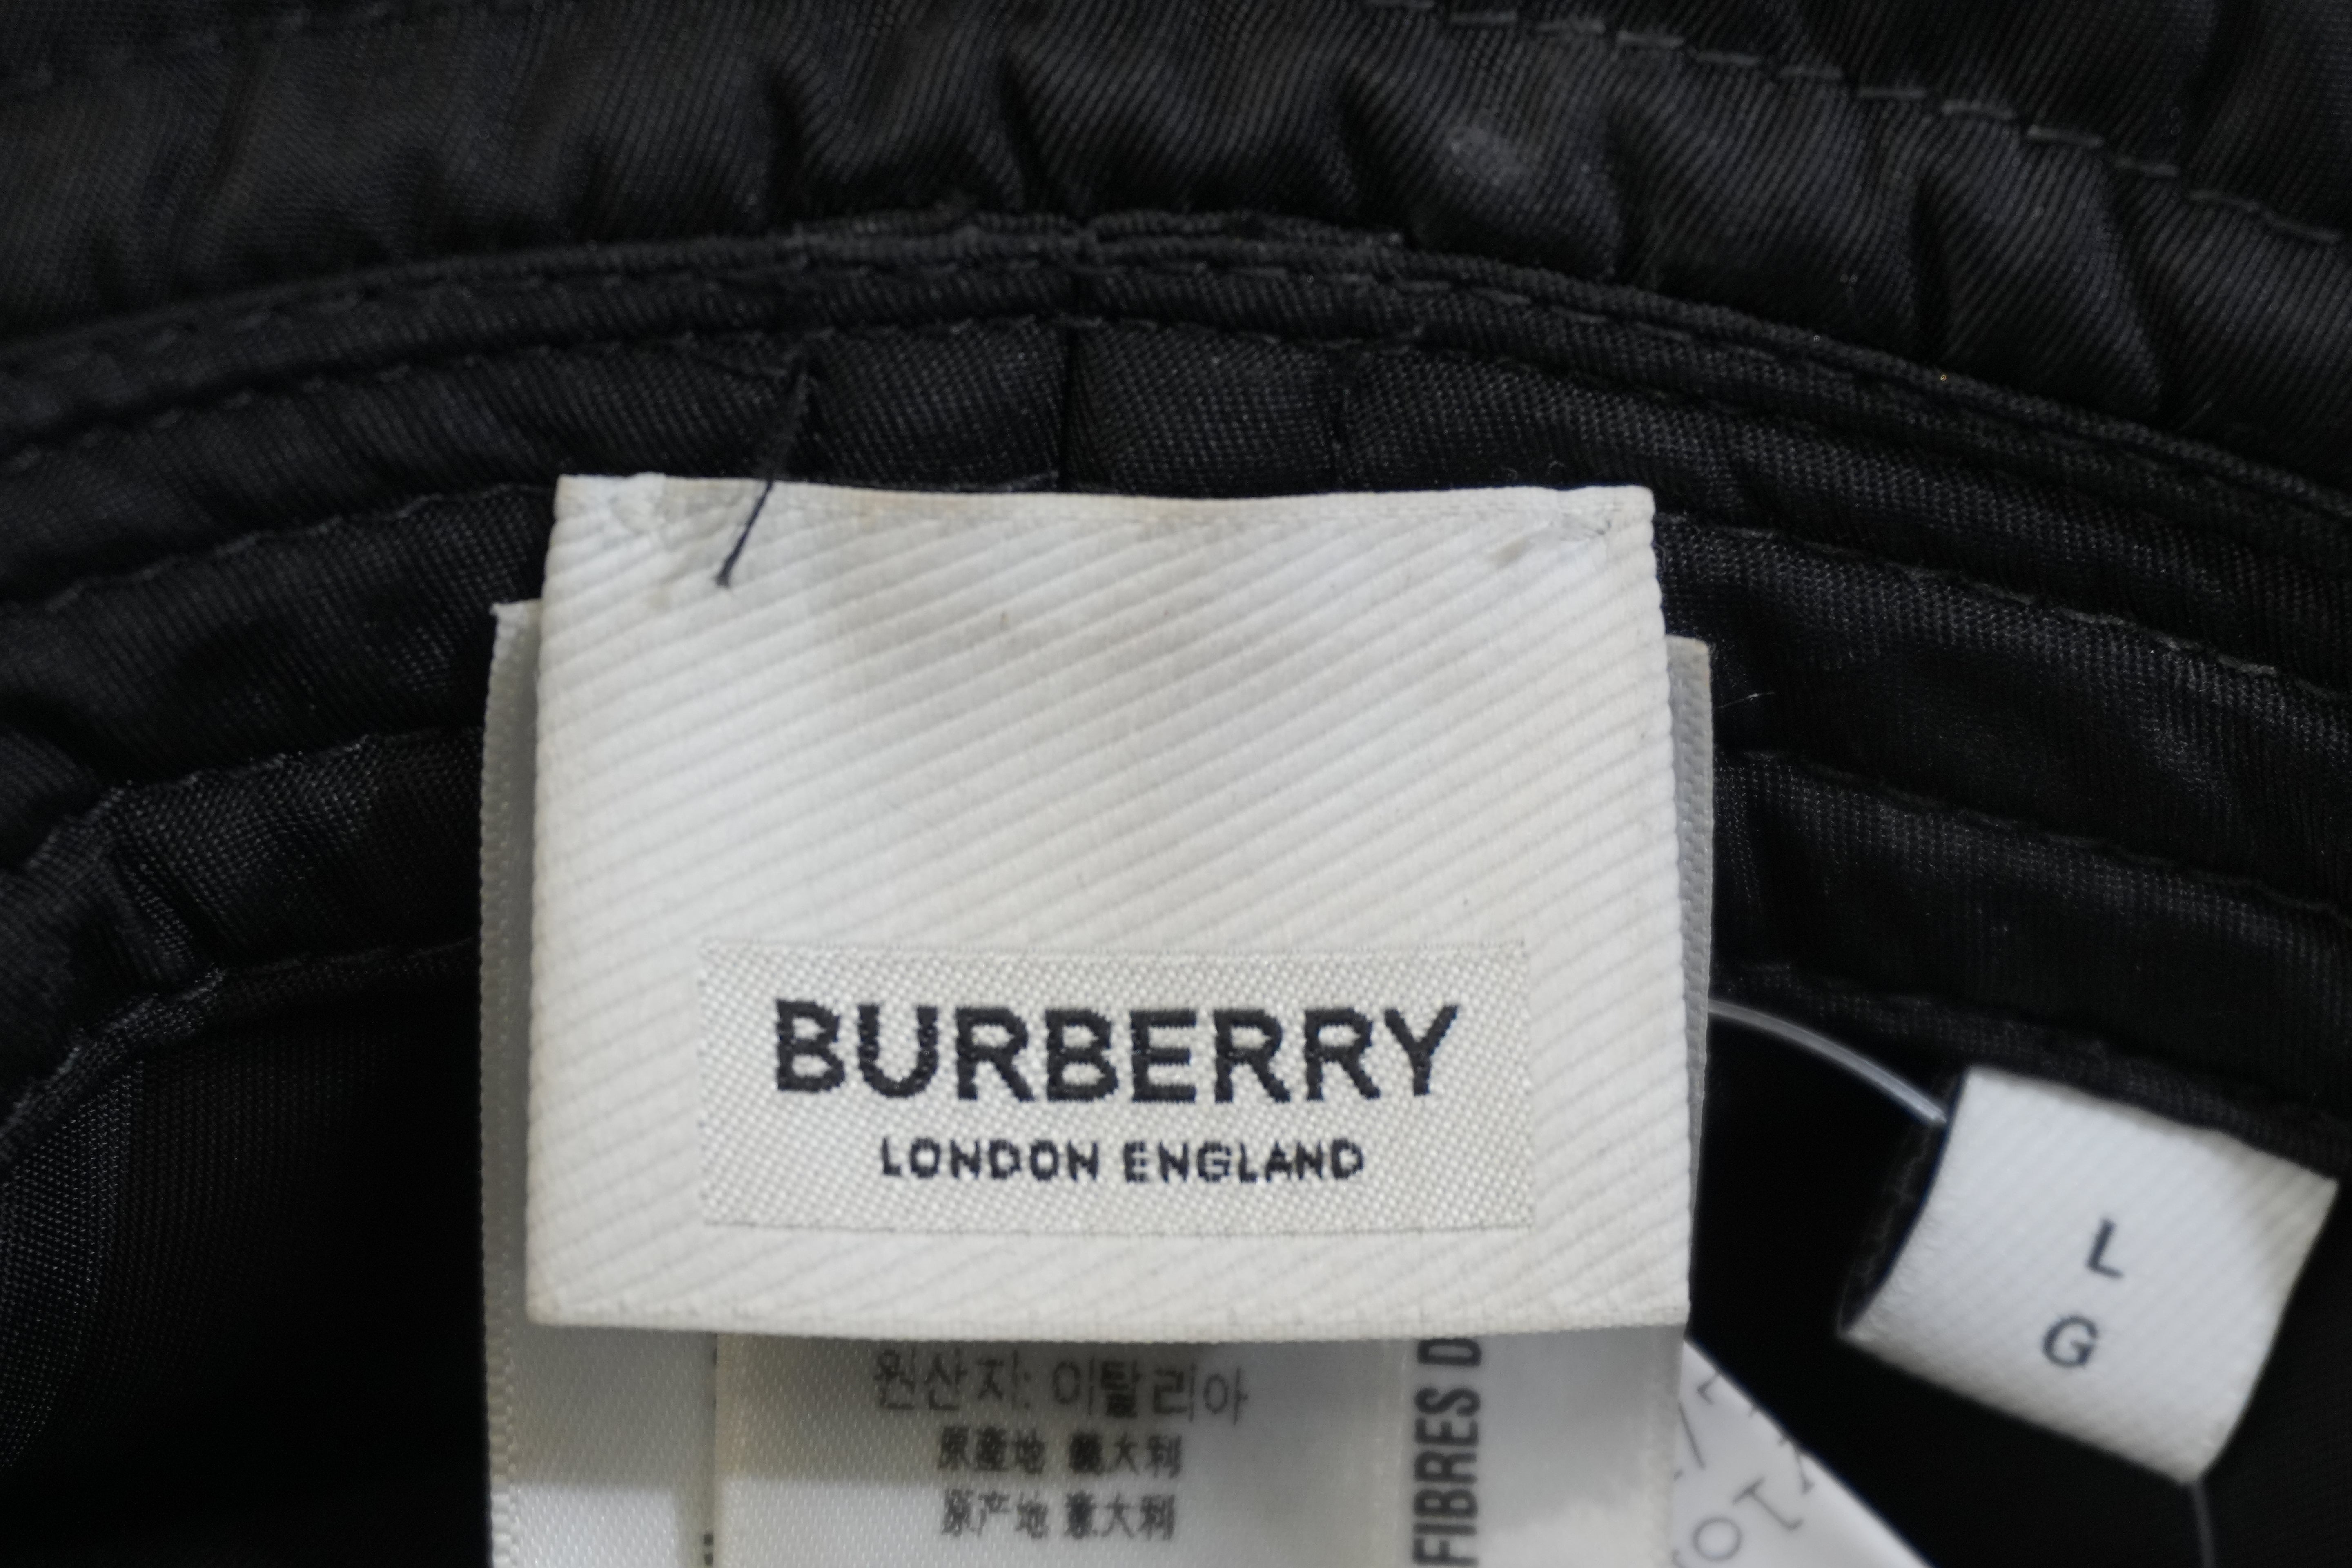 BURBERRY
LONDON ENGLAND
L
G
원산지: 이탈리아
原産地 義大利
原产地 意大利
FIBRES D